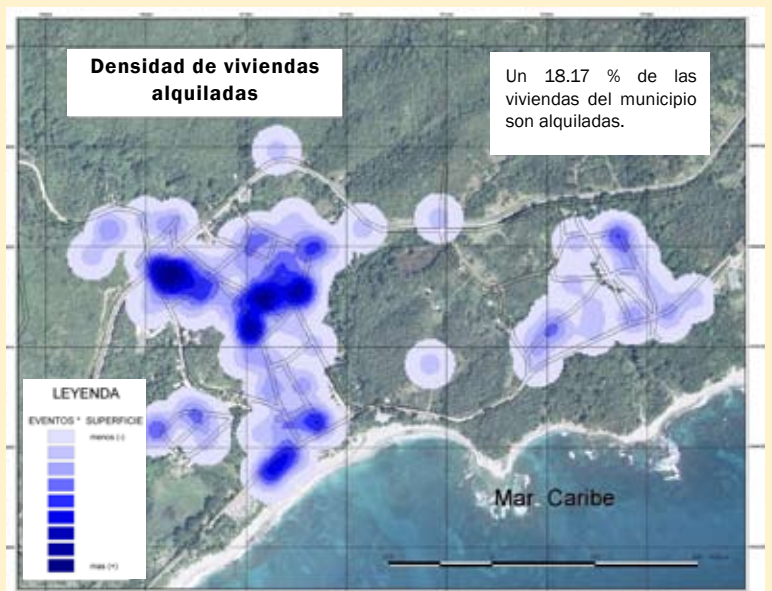 Densidad de viviendas
alquiladas
Un 18.17 % de las
viviendas del municipio
son alquiladas.
LEYENDA
EVENTOS * SUPERFICIE
menos (-)
mas (+)
Mar Caribe